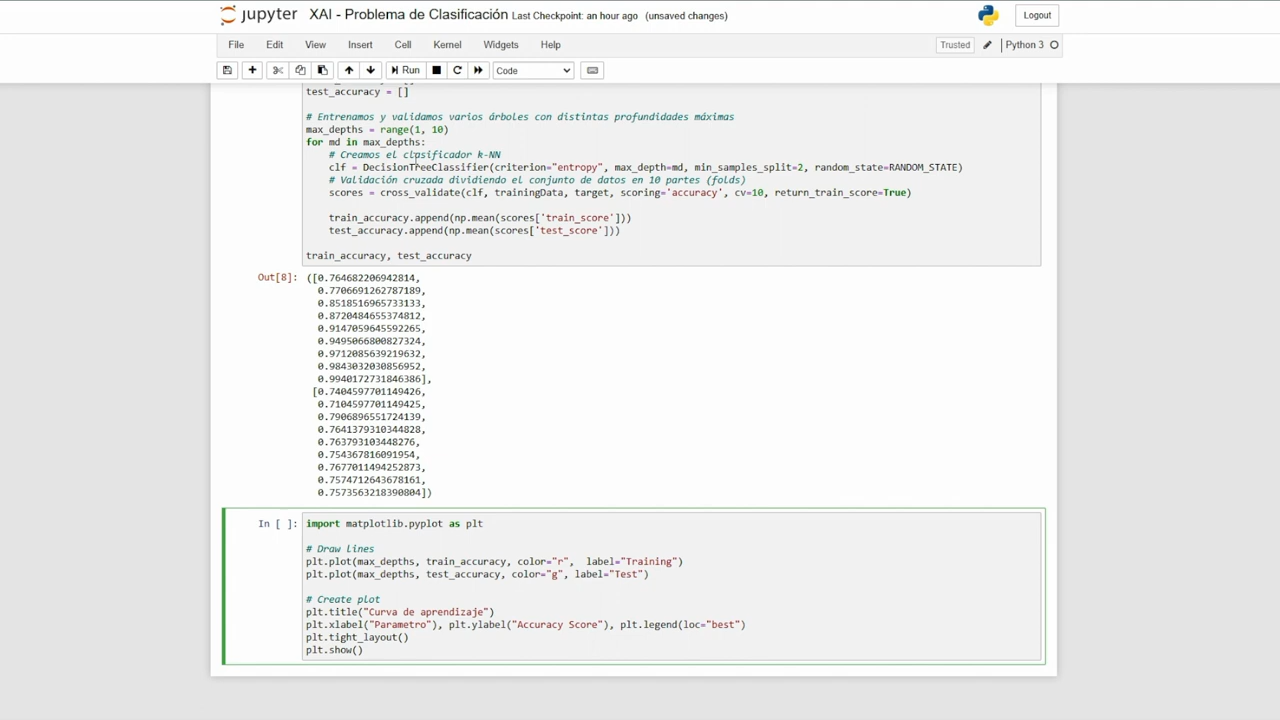 jupyter XAI - Problema de Clasificación Last Checkpoint: an hour ago (unsaved changes) Logout
File Edit View Insert Cell Kernel Widgets Help Trusted Python 3
Run Code
test_accuracy = []
# Entrenamos y validamos varios árboles con distintas profundidades máximas
max_depths = range(1, 10)
for md in max_depths:
# Creamos el clasificador k-NN
clf = DecisionTreeClassifier(criterion="entropy", max_depth=md, min_samples_split=2, random_state=RANDOM_STATE)
# Validación cruzada dividiendo el conjunto de datos en 10 partes (folds)
scores = cross_validate(clf, trainingData, target, scoring='accuracy', cv=10, return_train_score=True)
train_accuracy.append(np.mean(scores['train_score']))
test_accuracy.append(np.mean(scores['test_score']))
train_accuracy, test_accuracy
Out[8]: ([0.764682206942814,
0.7706691262787189,
0.8518516965733133,
0.8720484655374812,
0.9147059645592265,
0.9495066800827324,
0.9712085639219632,
0.9843032030856952,
0.9940172731846386],
[0.7404597701149426,
0.7104597701149425,
0.7906896551724139,
0.7641379310344828,
0.763793103448276,
0.754367816091954,
0.7677011494252873,
0.7574712643678161,
0.7573563218390804])
In [ ]: import matplotlib.pyplot as plt
# Draw lines
plt.plot(max_depths, train_accuracy, color="r", label="Training")
plt.plot(max_depths, test_accuracy, color="g", label="Test")
# Create plot
plt.title("Curva de aprendizaje")
plt.xlabel("Parametro"), plt.ylabel("Accuracy Score"), plt.legend(loc="best")
plt.tight_layout()
plt.show()